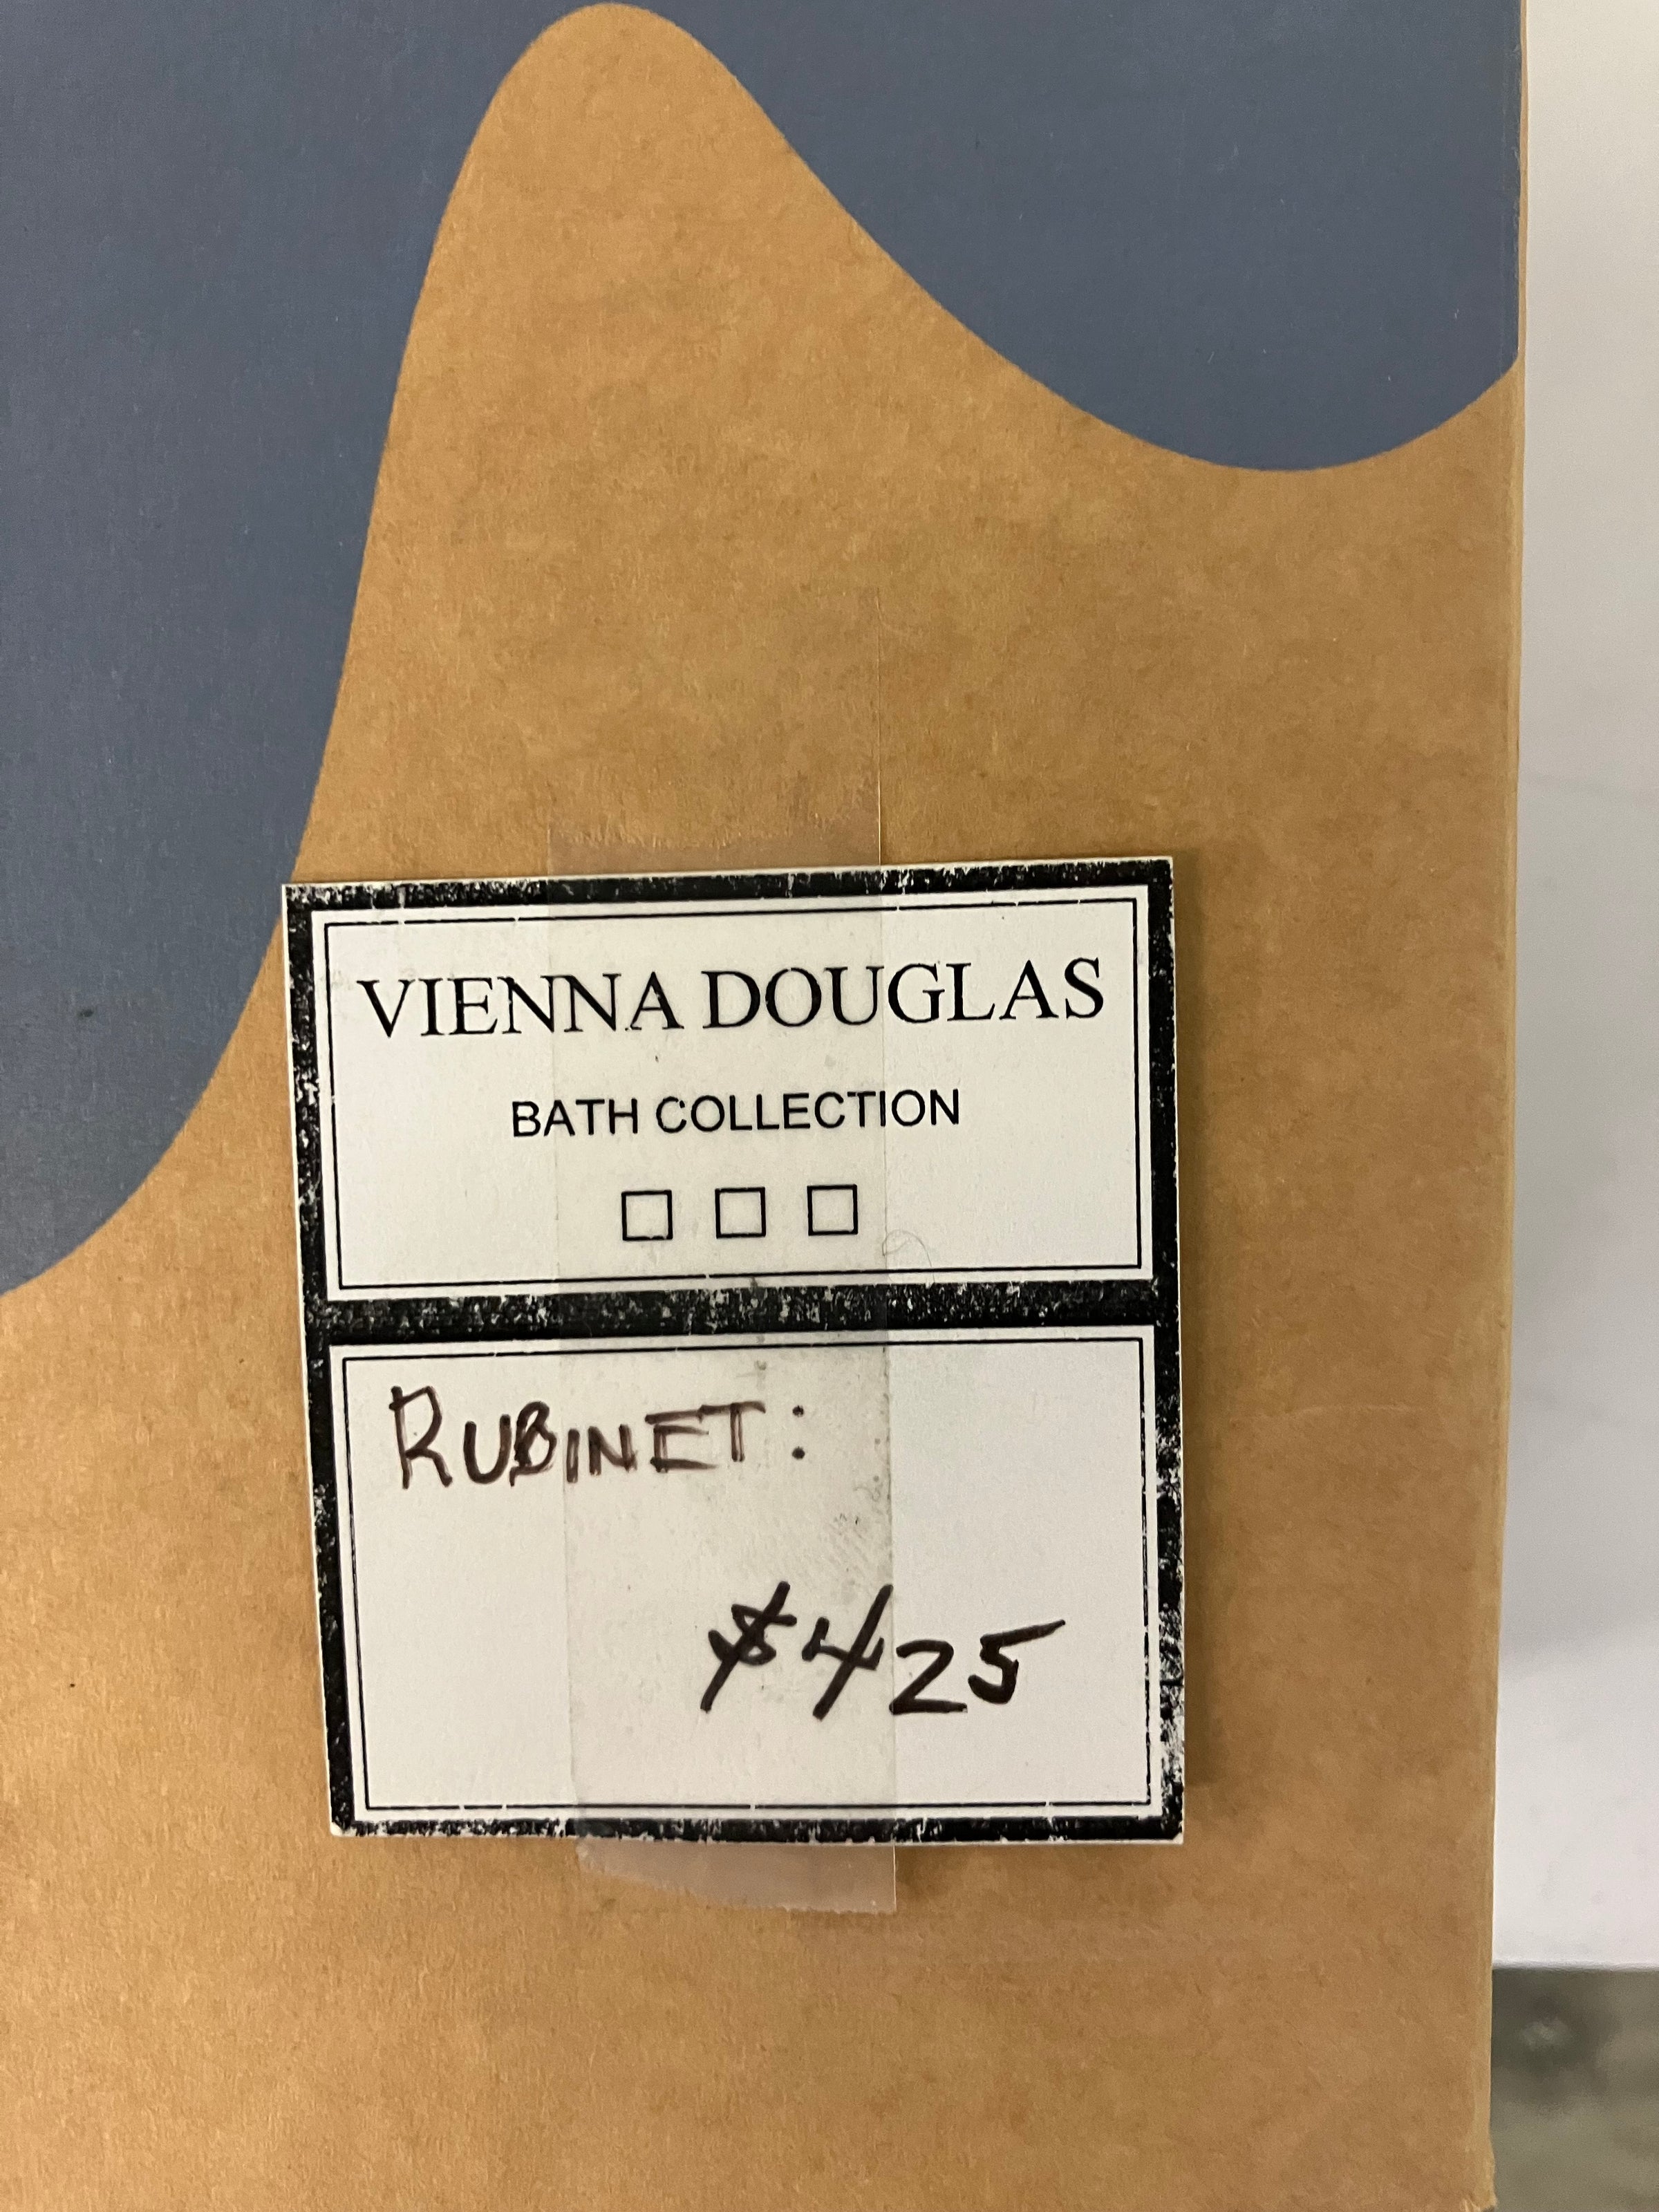 VIENNA DOUGLAS
BATH COLLECTION
RUBINET:
$425